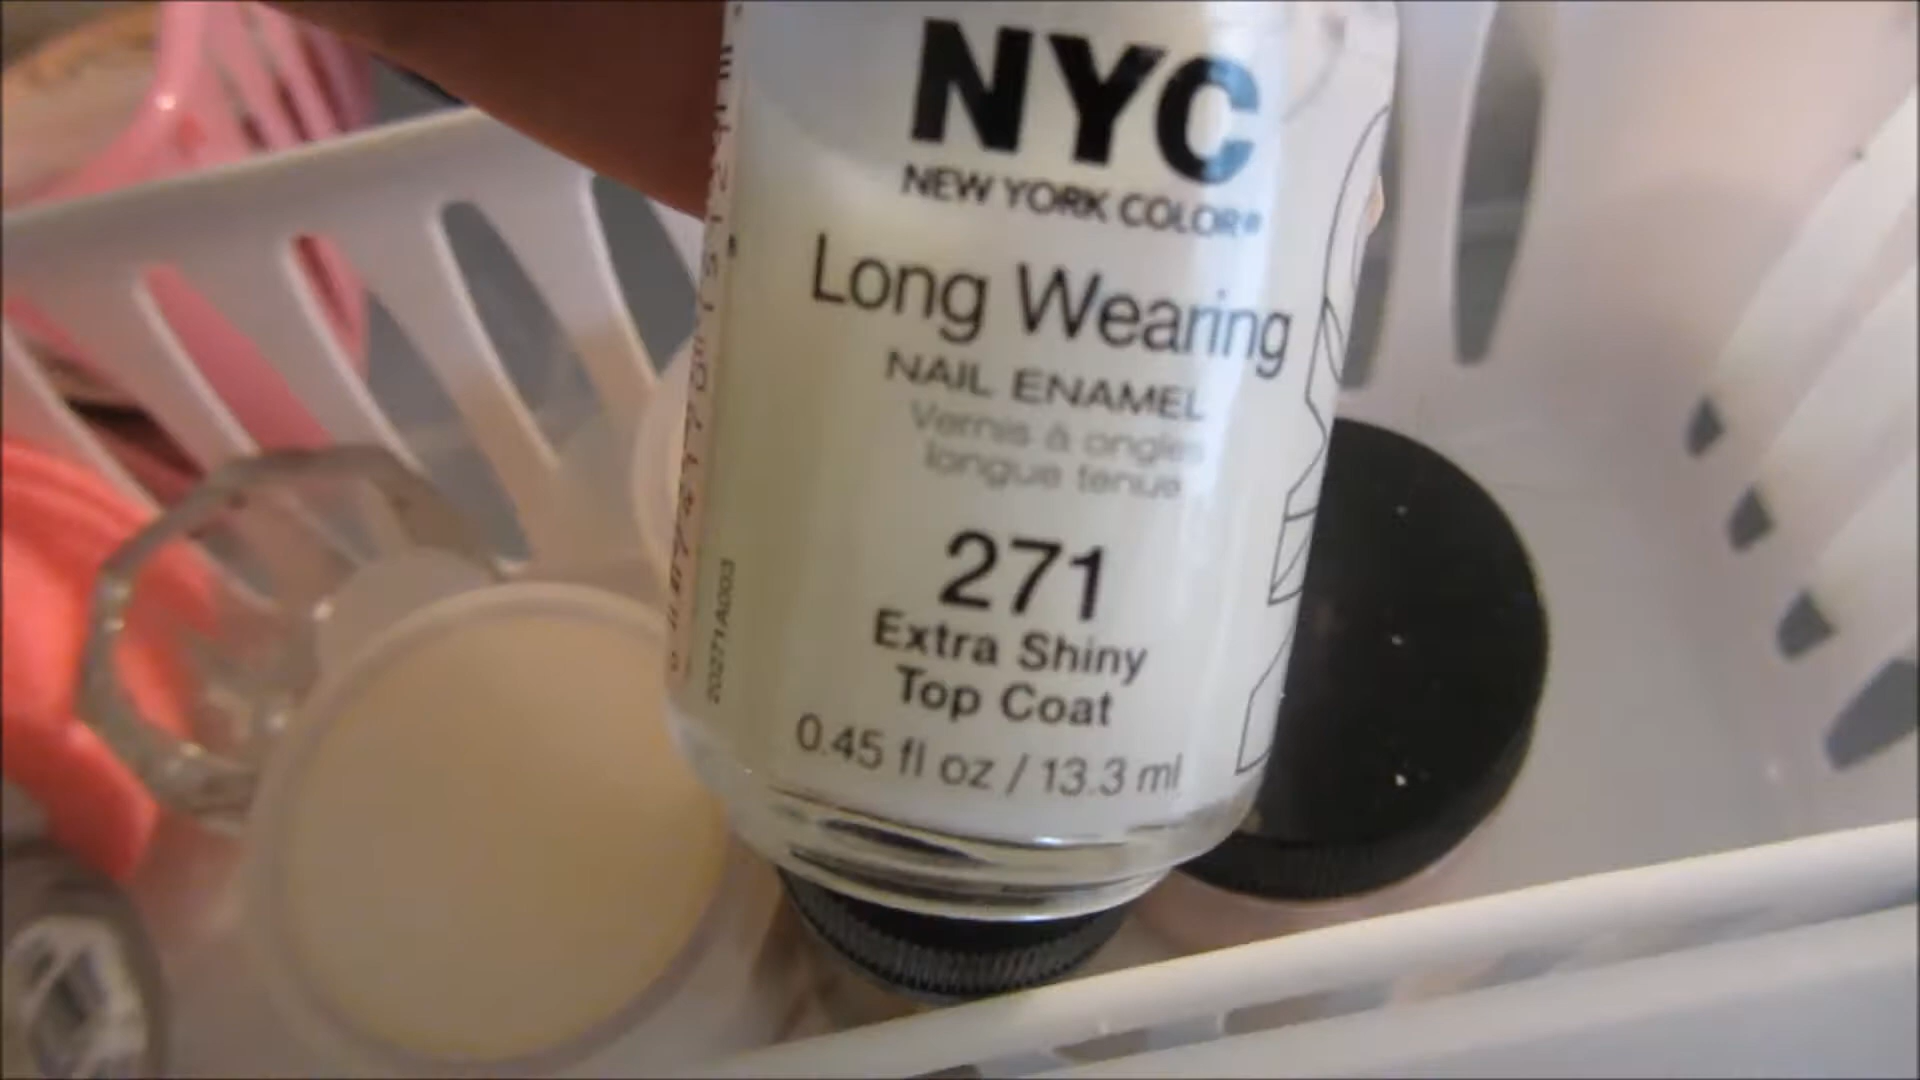 NYC
NEW YORK COLOR®
Long Wearing
NAIL ENAMEL
Vernis à ongles
longue tenue
271
Extra Shiny
Top Coat
0.45 fl oz / 13.3 ml
20271A003